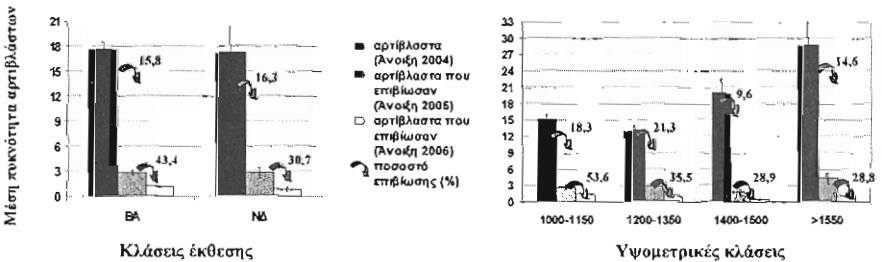 Μέση πυκνότητα αρτιβλάστων
21
18
15
12
9
6
3
0
15,8
43,4
16,3
30,7
ΒΑ
ΝΔ
Κλάσεις έκθεσης
αρτίβλαστα
(Άνοιξη 2004)
αρτίβλαστα που
επιβίωσαν
(Άνοιξη 2005)
αρτίβλαστα που
επιβίωσαν
(Άνοιξη 2006)
ποσοστό
επιβίωσης (%)
33
30
27
24
21
18
15
12
9
6
3
0
18,3
53,6
21,3
35,5
9,6
28,9
14,6
28,8
1000-1150
1200-1350
1400-1500
>1550
Υψομετρικές κλάσεις